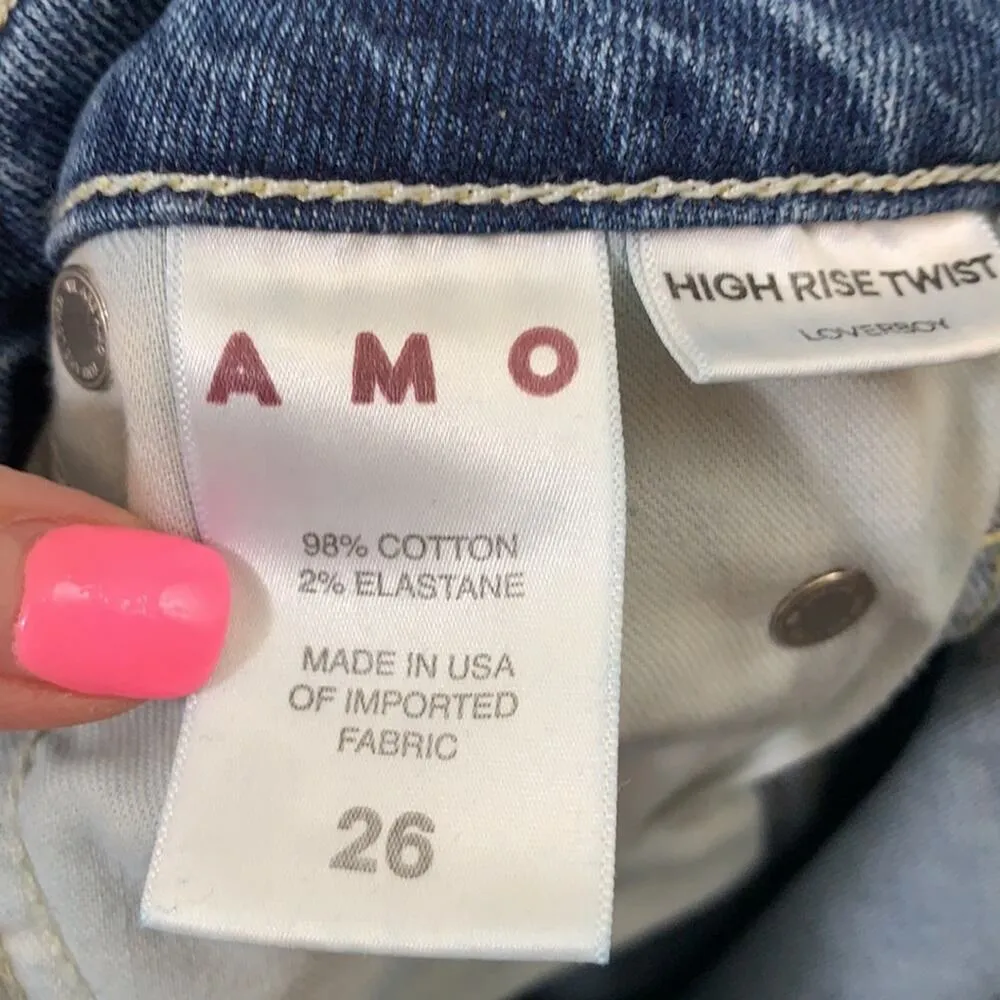 AMO
98% COTTON
2% ELASTANE
MADE IN USA
OF IMPORTED
FABRIC
26
HIGH RISE TWIST
LOVERBOY